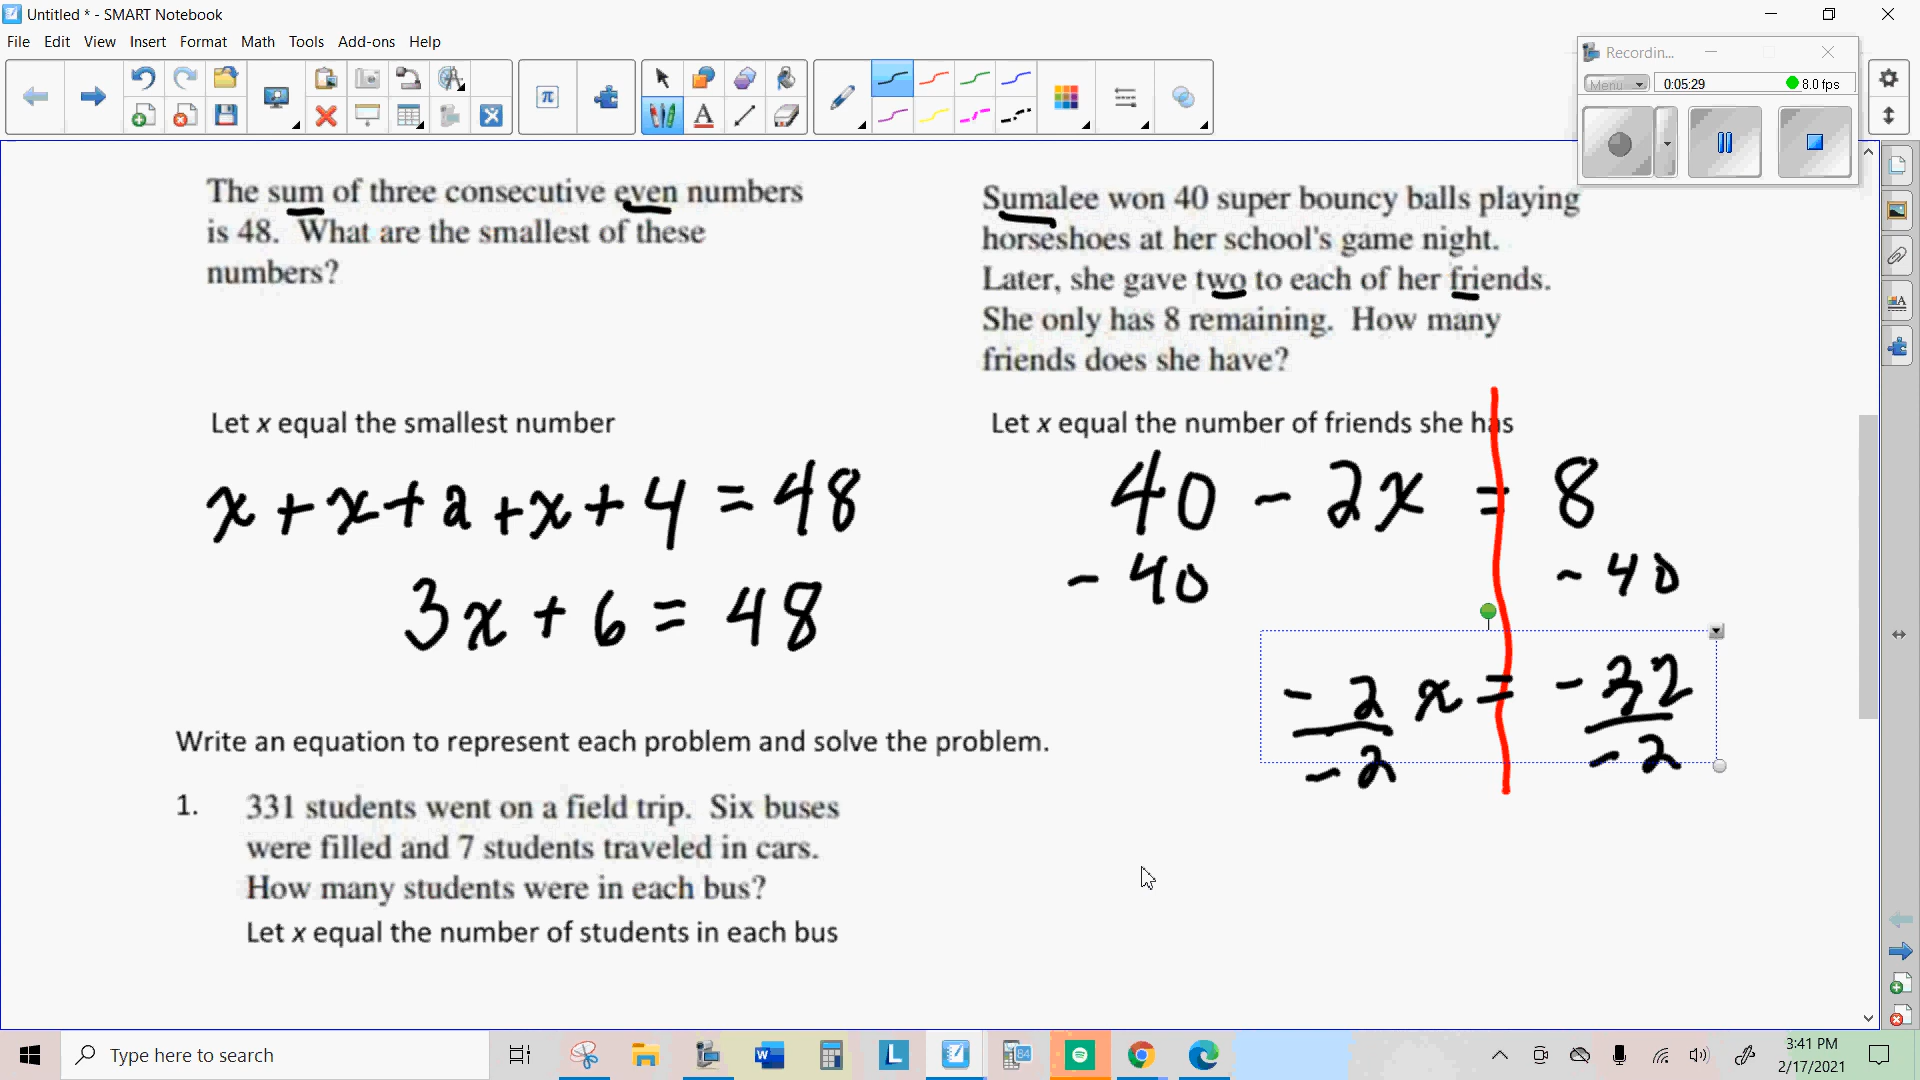 Untitled * - SMART Notebook
File Edit View Insert Format Math Tools Add-ons Help
Recordin...
Menu 0:05:29 8.0 fps
The sum of three consecutive even numbers
is 48. What are the smallest of these
numbers?
Let x equal the smallest number
x + x + 2 + x + 4 = 48
3x + 6 = 48
Sumalee won 40 super bouncy balls playing
horseshoes at her school's game night.
Later, she gave two to each of her friends.
She only has 8 remaining. How many
friends does she have?
Let x equal the number of friends she has
40 - 2x = 8
- 40 - 40
- 2 x = - 32
- 2 - 2
Write an equation to represent each problem and solve the problem.
1. 331 students went on a field trip. Six buses
were filled and 7 students traveled in cars.
How many students were in each bus?
Let x equal the number of students in each bus
Type here to search
3:41 PM
2/17/2021